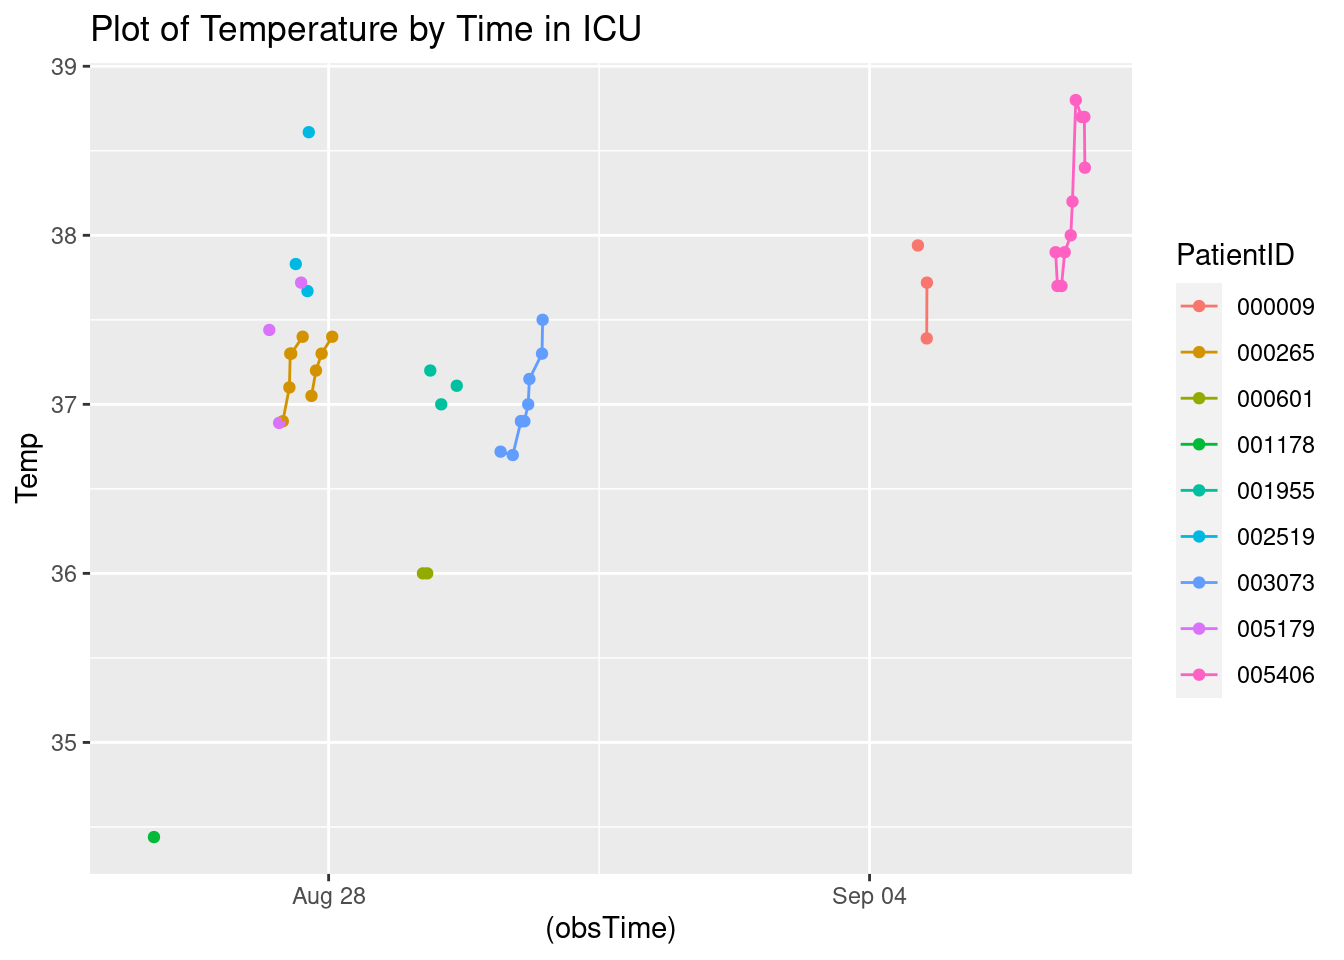 Plot of Temperature by Time in ICU
39
38
37
36
35
Temp
Aug 28
Sep 04
(obsTime)
PatientID
000009
000265
000601
001178
001955
002519
003073
005179
005406